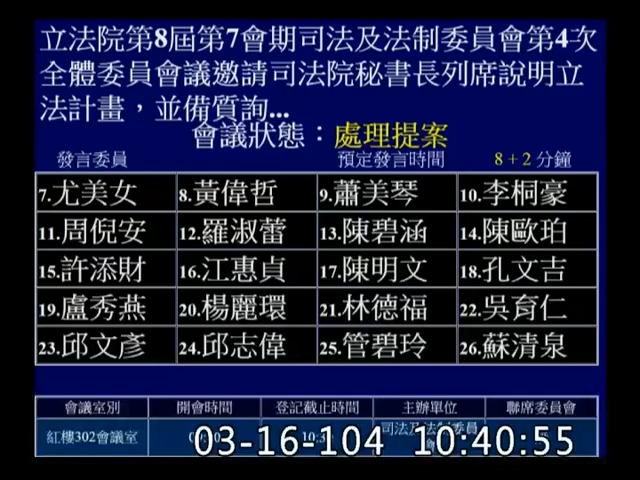 立法院第8屆第7會期司法及法制委員會第4次
全體委員會議邀請司法院秘書長列席說明立
法計畫，並備質詢...
會議狀態：處理提案
發言委員 預定發言時間 8+2分鐘
7.尤美女 8.黃偉哲 9.蕭美琴 10.李桐豪
11.周倪安 12.羅淑蕾 13.陳碧涵 14.陳歐珀
15.許添財 16.江惠貞 17.陳明文 18.孔文吉
19.盧秀燕 20.楊麗環 21.林德福 22.吳育仁
23.邱文彥 24.邱志偉 25.管碧玲 26.蘇清泉
會議室別 開會時間 登記截止時間 主辦單位 聯席委員會
紅樓302會議室 司法及法制委員
03-16-104 10:40:55